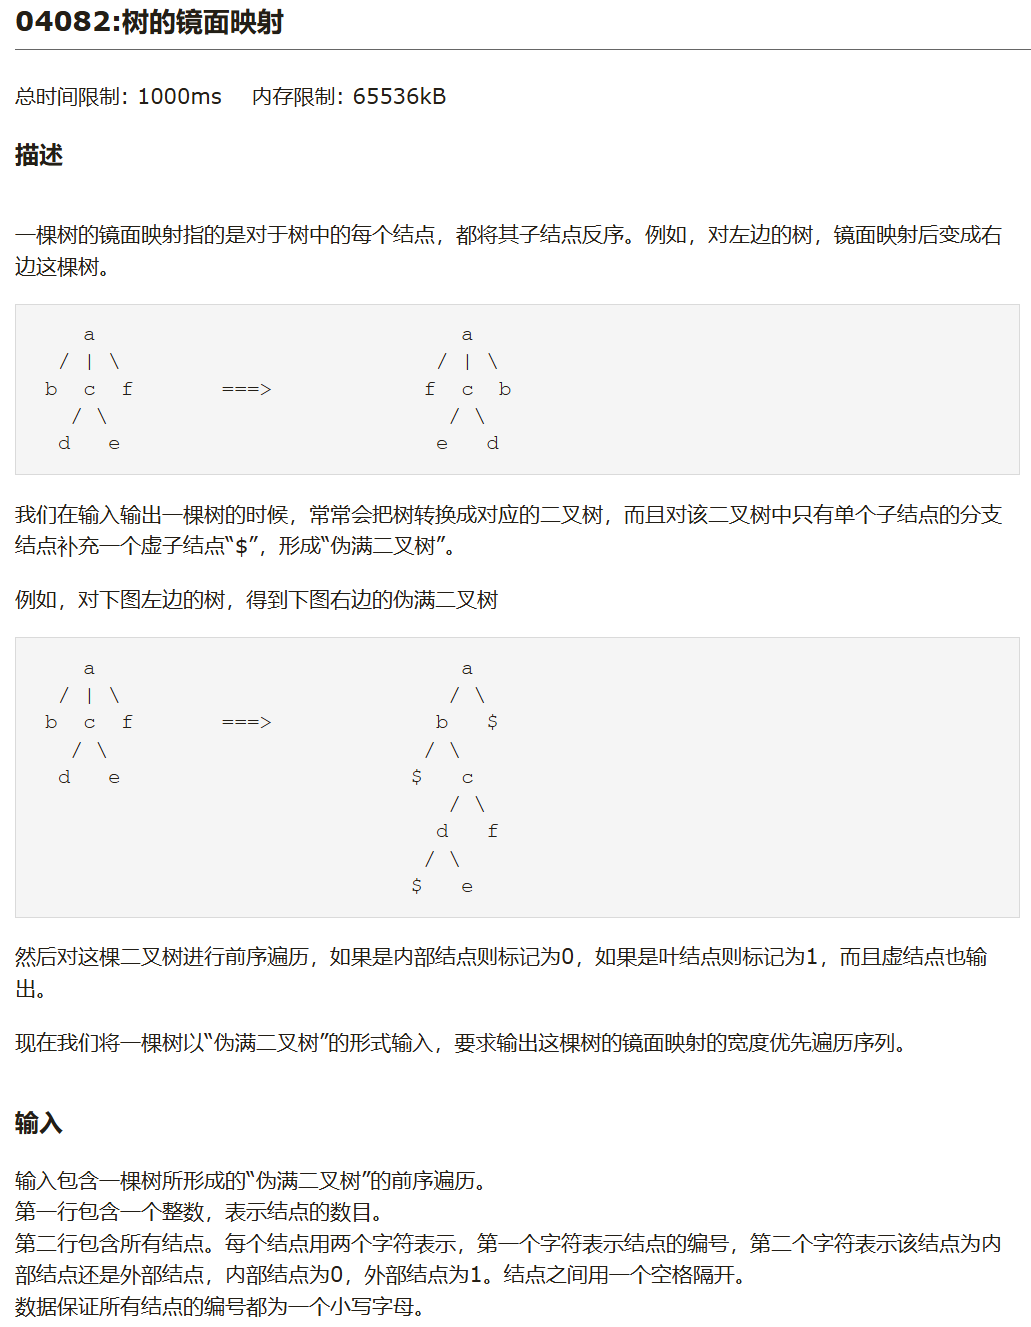 04082:树的镜面映射
总时间限制: 1000ms 内存限制: 65536kB
描述
一棵树的镜面映射指的是对于树中的每个结点，都将其子结点反序。例如，对左边的树，镜面映射后变成右
边这棵树。
a a
/ | \ / | \
b c f ===> f c b
/ \ / \
d e e d
我们在输入输出一棵树的时候，常常会把树转换成对应的二叉树，而且对该二叉树中只有单个子结点的分支
结点补充一个虚子结点“$”，形成“伪满二叉树”。
例如，对下图左边的树，得到下图右边的伪满二叉树
a a
/ | \ / \
b c f ===> b $
/ \ / \
d e $ c
/ \
d f
/ \
$ e
然后对这棵二叉树进行前序遍历，如果是内部结点则标记为0，如果是叶结点则标记为1，而且虚结点也输
出。
现在我们将一棵树以“伪满二叉树”的形式输入，要求输出这棵树的镜面映射的宽度优先遍历序列。
输入
输入包含一棵树所形成的“伪满二叉树”的前序遍历。
第一行包含一个整数，表示结点的数目。
第二行包含所有结点。每个结点用两个字符表示，第一个字符表示结点的编号，第二个字符表示该结点为内
部结点还是外部结点，内部结点为0，外部结点为1。结点之间用一个空格隔开。
数据保证所有结点的编号都为一个小写字母。